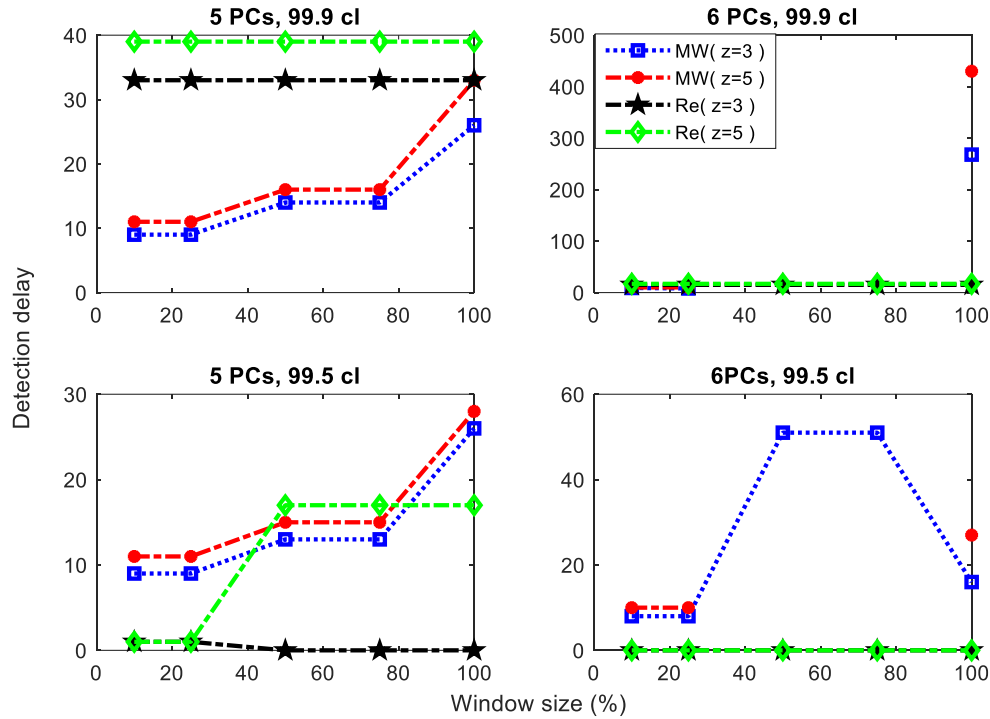 5 PCs, 99.9 cl
40
30
20
10
0
0 20 40 60 80 100
6 PCs, 99.9 cl
500
400
300
200
100
0
0 20 40 60 80 100
MW( z=3 )
MW( z=5 )
Re( z=3 )
Re( z=5 )
Detection delay
5 PCs, 99.5 cl
30
20
10
0
0 20 40 60 80 100
6PCs, 99.5 cl
60
40
20
0
0 20 40 60 80 100
Window size (%)